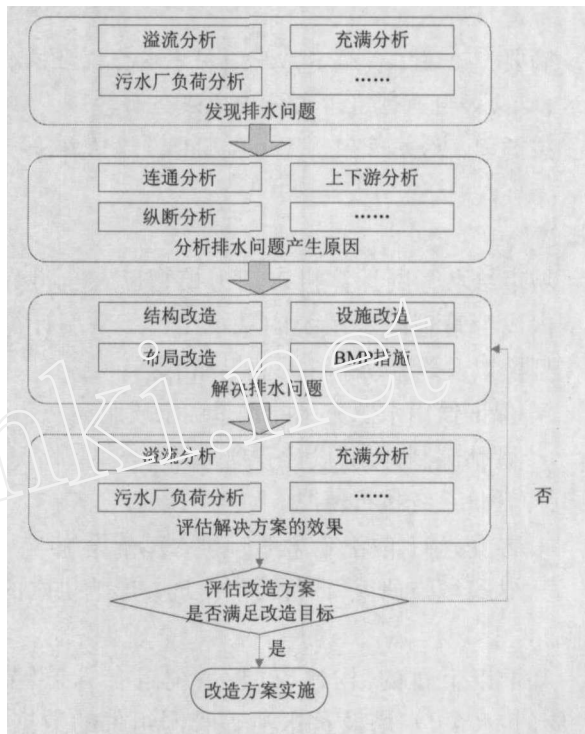 溢流分析 充满分析
污水厂负荷分析 ……
发现排水问题
连通分析 上下游分析
纵断分析 ……
分析排水问题产生原因
结构改造 设施改造
布局改造 BMP措施
解决排水问题
溢流分析 充满分析
污水厂负荷分析 ……
评估解决方案的效果
否
评估改造方案
是否满足改造目标
是
改造方案实施
nki.net